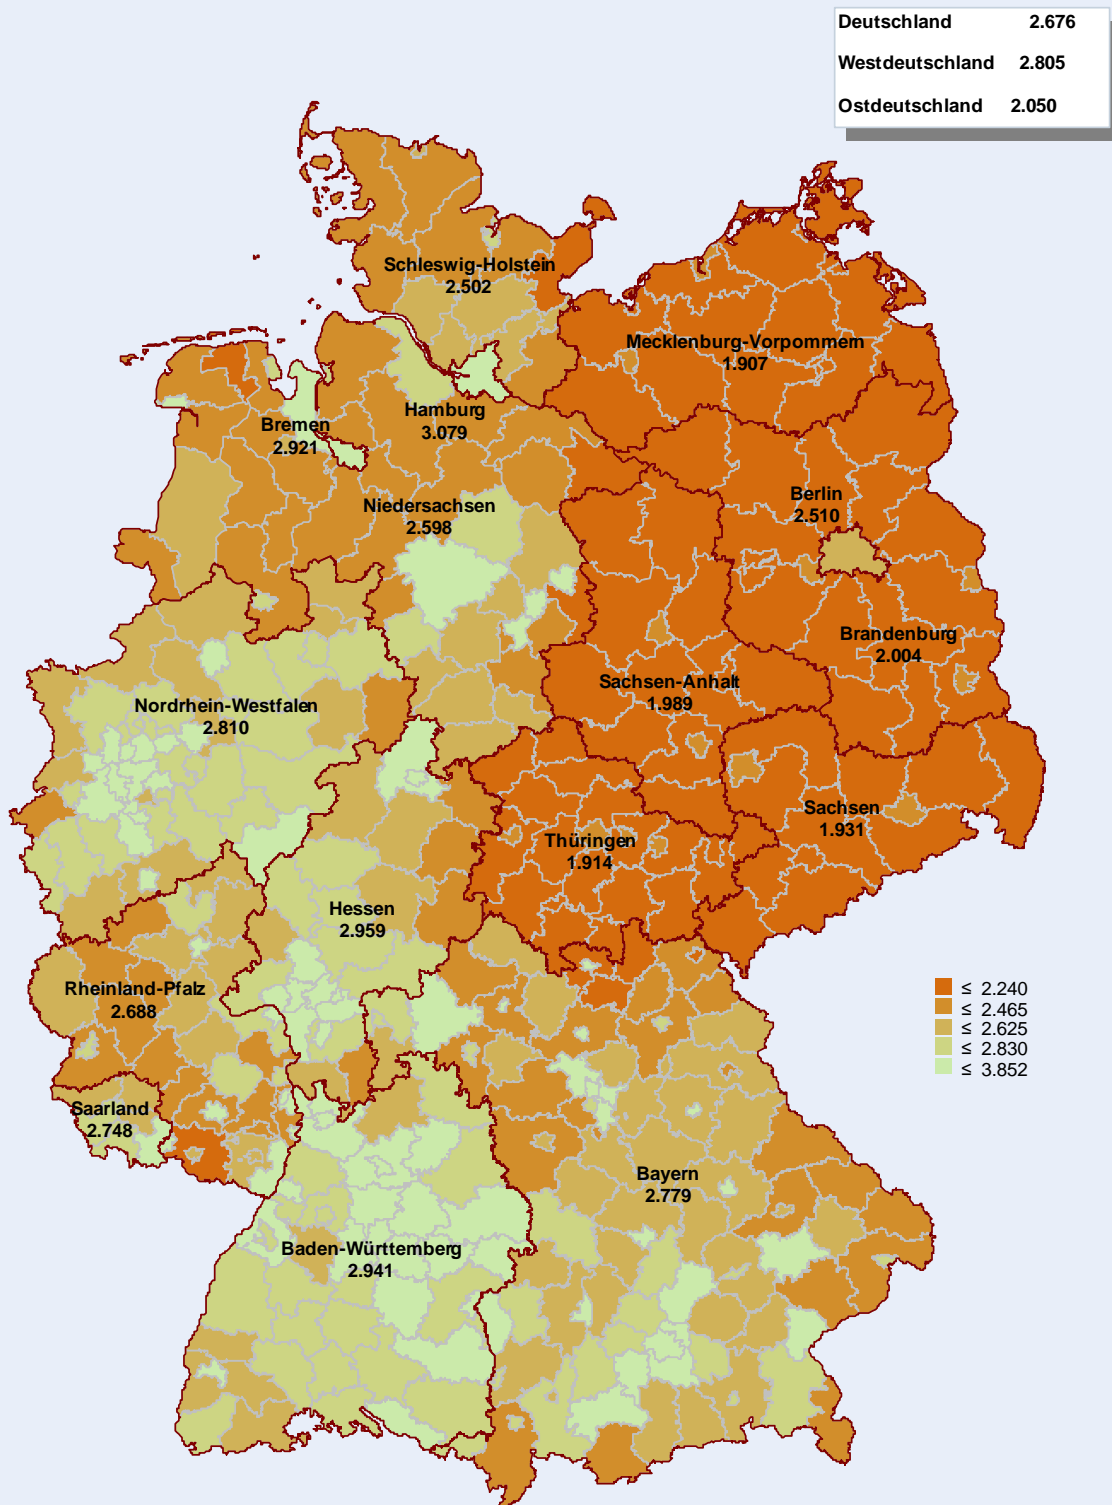 Deutschland 2.676
Westdeutschland 2.805
Ostdeutschland 2.050
Schleswig-Holstein
2.502
Mecklenburg-Vorpommern
1.907
Hamburg
3.079
Bremen
2.921
Niedersachsen
2.598
Berlin
2.510
Brandenburg
2.004
Sachsen-Anhalt
1.989
Nordrhein-Westfalen
2.810
Sachsen
1.931
Thüringen
1.914
Hessen
2.959
Rheinland-Pfalz
2.688
≤ 2.240
≤ 2.465
≤ 2.625
≤ 2.830
≤ 3.852
Saarland
2.748
Bayern
2.779
Baden-Württemberg
2.941